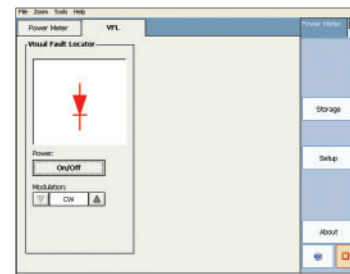 File Zoom Tools Help
Power Meter VFL
Visual Fault Locator
Power:
On/Off
Modulation:
CW
Power Meter
Storage
Setup
About